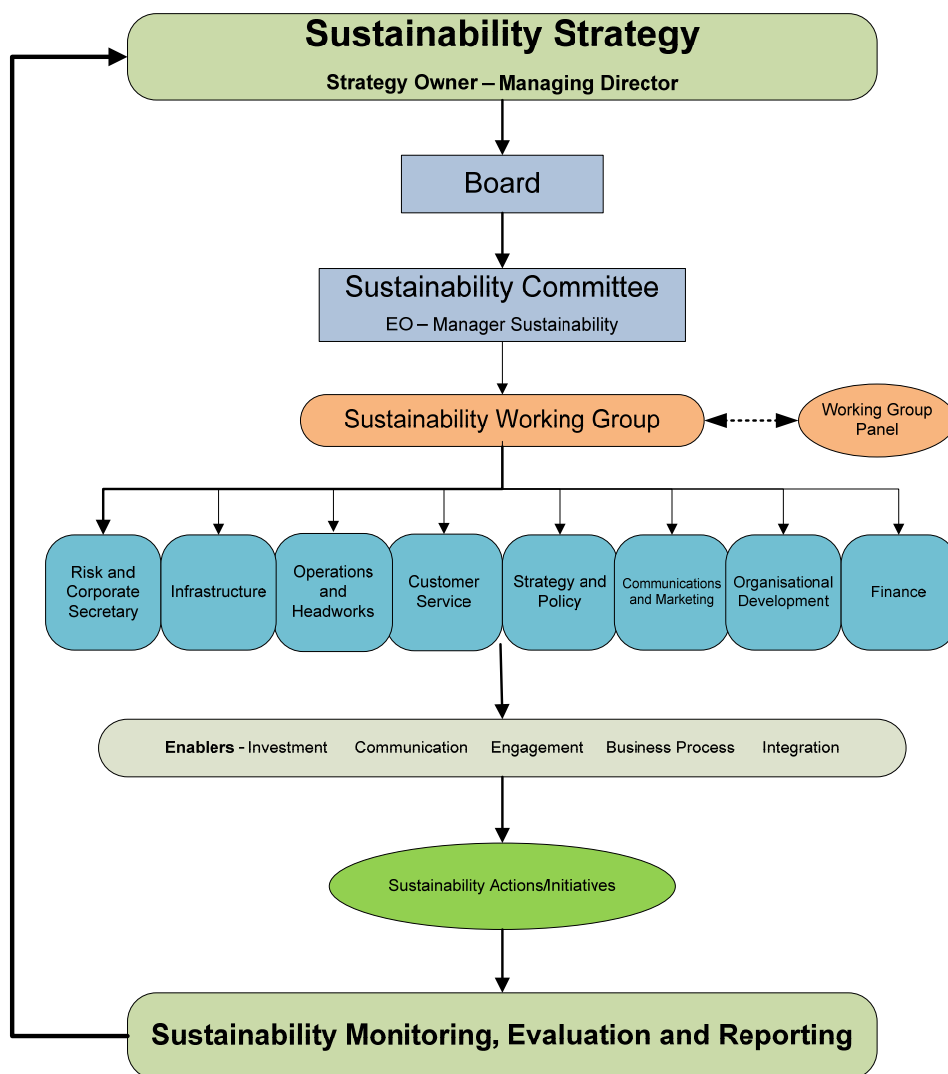 Sustainability Strategy
Strategy Owner – Managing Director
Board
Sustainability Committee
EO – Manager Sustainability
Sustainability Working Group
Working Group
Panel
Risk and
Corporate
Secretary
Infrastructure
Operations
and
Headworks
Customer
Service
Strategy and
Policy
Communications
and Marketing
Organisational
Development
Finance
Enablers - Investment Communication Engagement Business Process Integration
Sustainability Actions/Initiatives
Sustainability Monitoring, Evaluation and Reporting